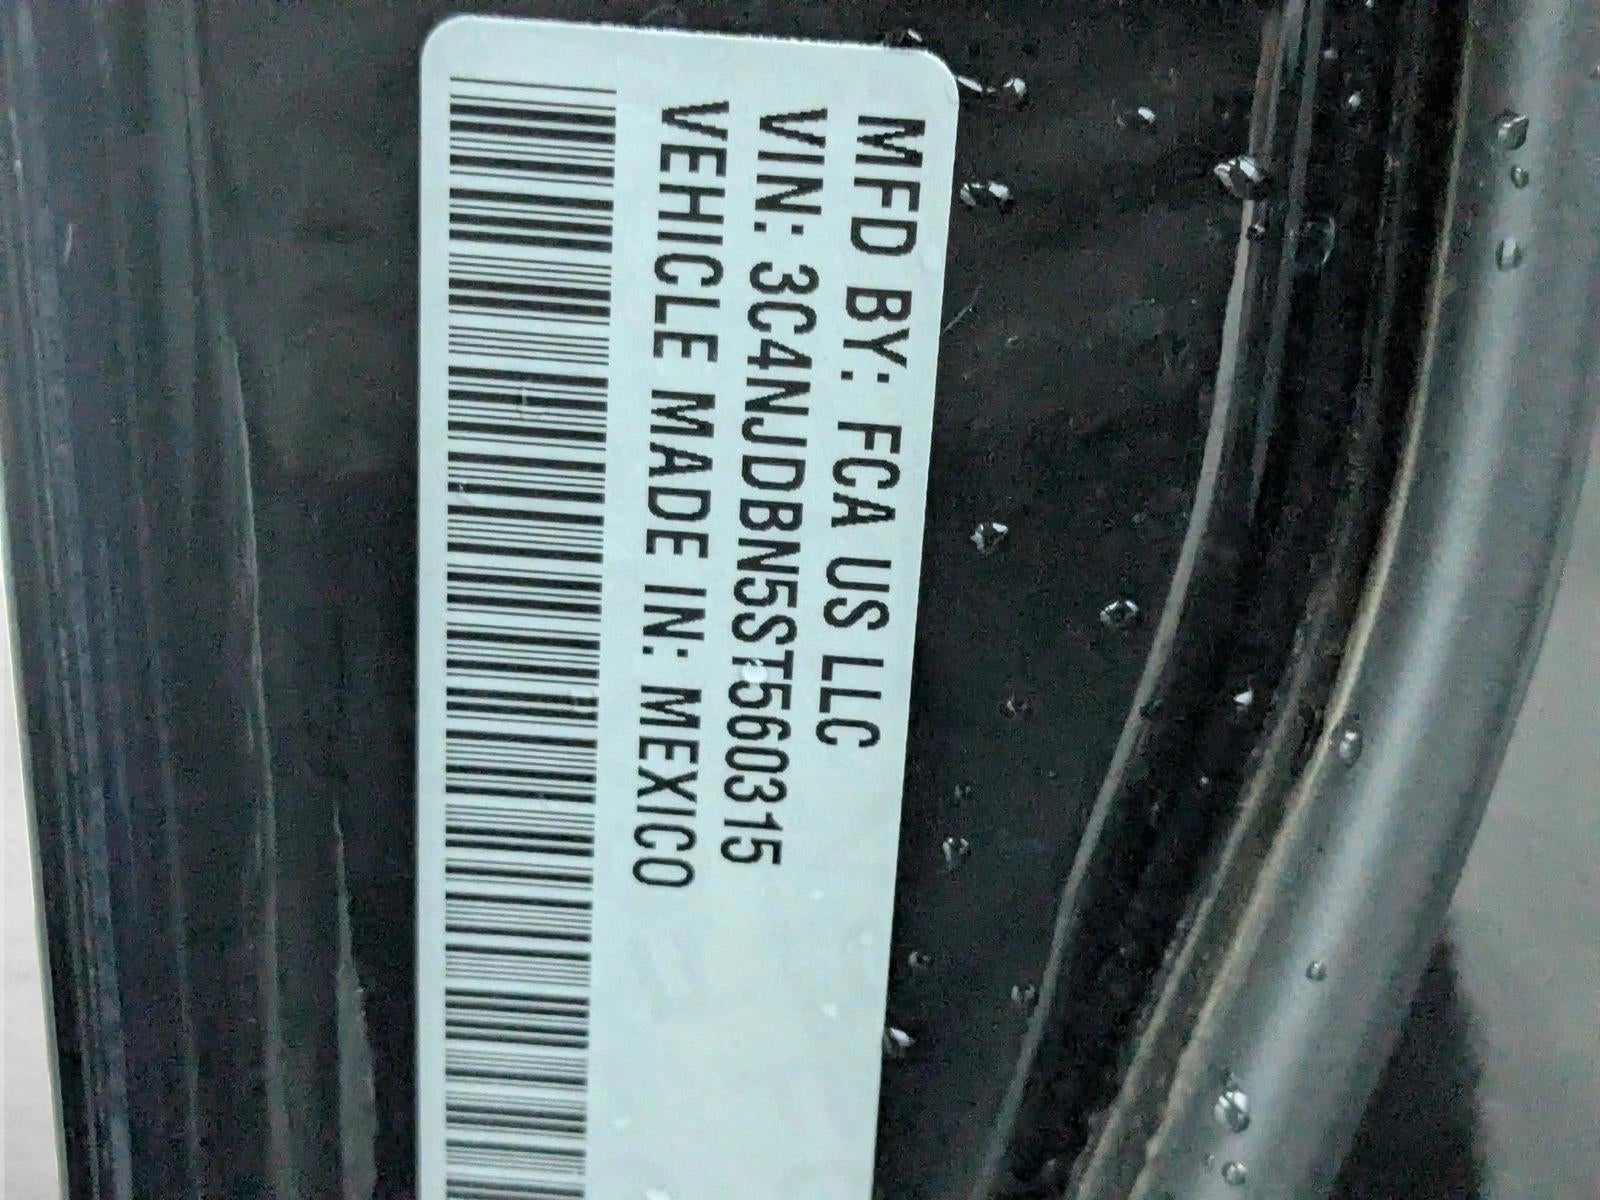 MFD BY: FCA US LLC
VIN: 3C4NJDBN5ST560315
VEHICLE MADE IN: MEXICO